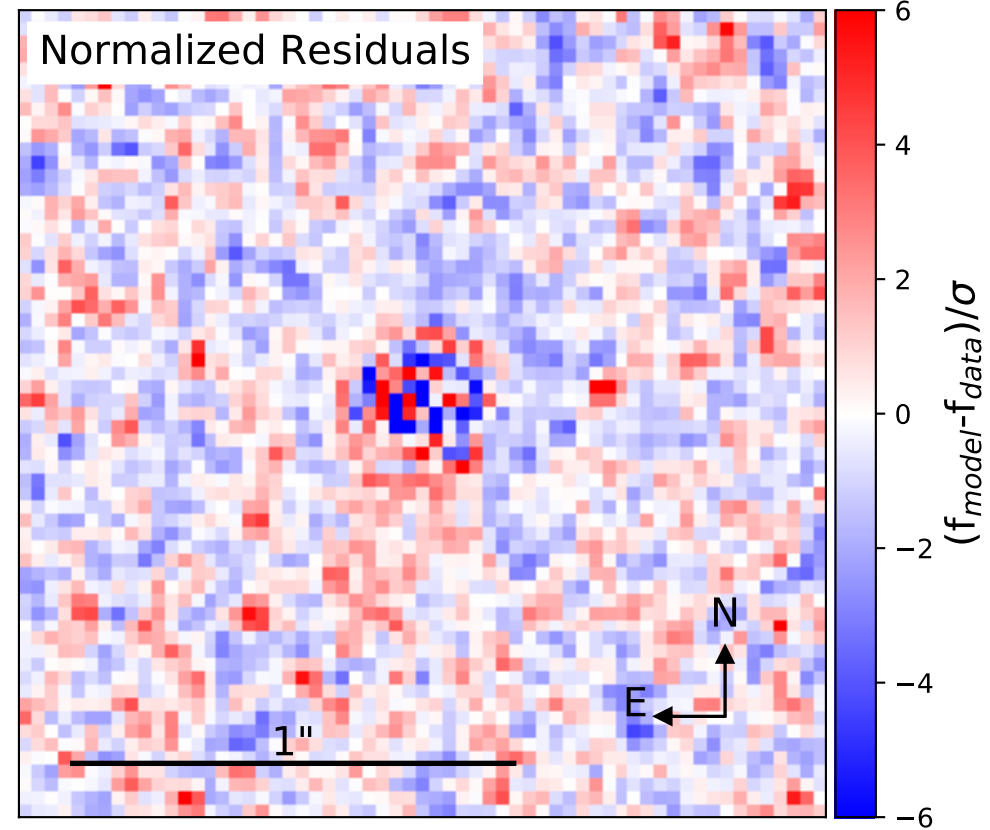 Normalized Residuals
6
4
2
0
−2
−4
−6
(f_model-f_data)/σ
N
E
1"